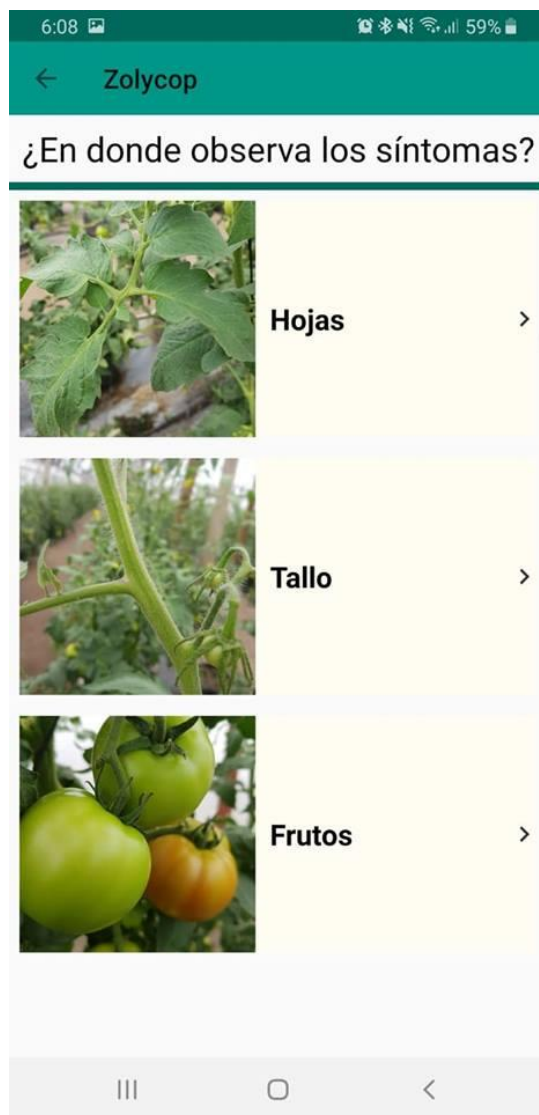 6:08 59%
Zolycop
¿En donde observa los síntomas?
Hojas
Tallo
Frutos